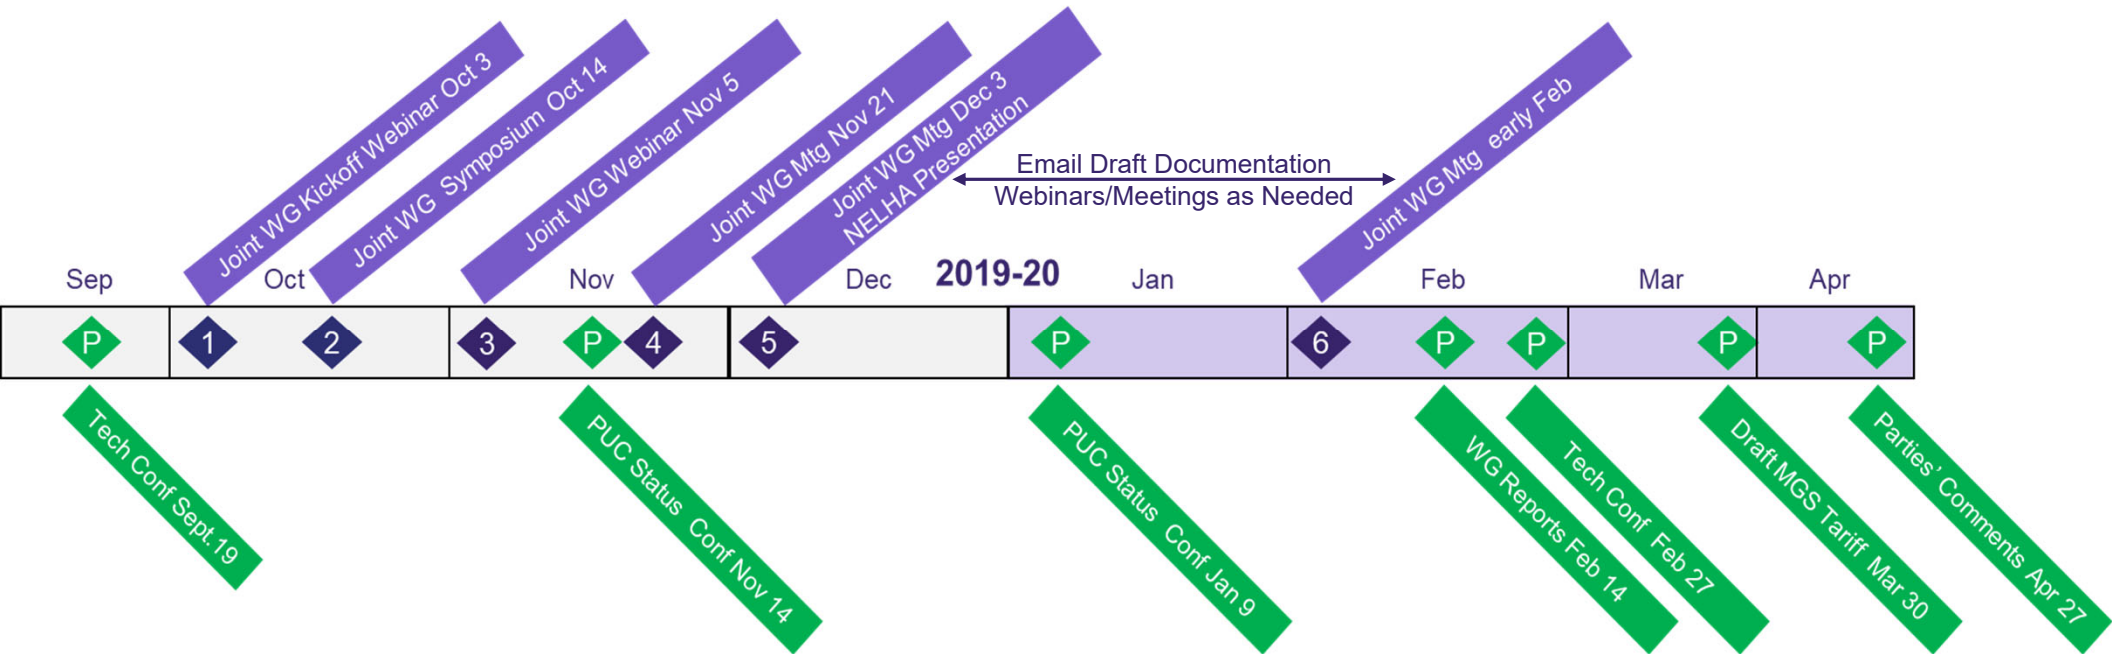 Joint WG Kickoff Webinar Oct 3
Joint WG Symposium Oct 14
Joint WG Webinar Nov 5
Joint WG Mtg Nov 21
Joint WG Mtg Dec 3
NELHA Presentation
Email Draft Documentation
Webinars/Meetings as Needed
Joint WG Mtg early Feb
Sep
Oct
Nov
Dec
2019-20
Jan
Feb
Mar
Apr
P
1
2
3
P
4
5
P
6
P
P
P
P
Tech Conf Sept.19
PUC Status Conf Nov 14
PUC Status Conf Jan 9
WG Reports Feb 14
Tech Conf Feb 27
Draft MGS Tariff Mar 30
Parties' Comments Apr 27